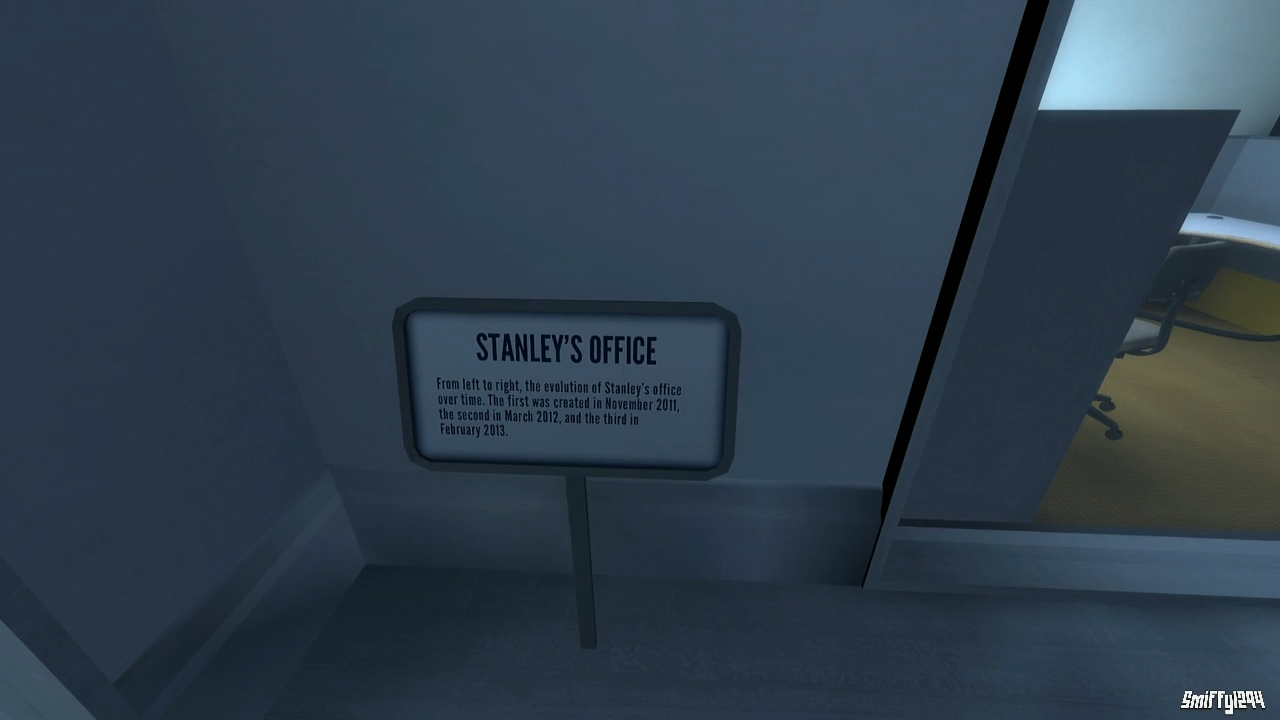 STANLEY'S OFFICE
From left to right, the evolution of Stanley's office
over time. The first was created in November 2011,
the second in March 2012, and the third in
February 2013.
Smiffy1294